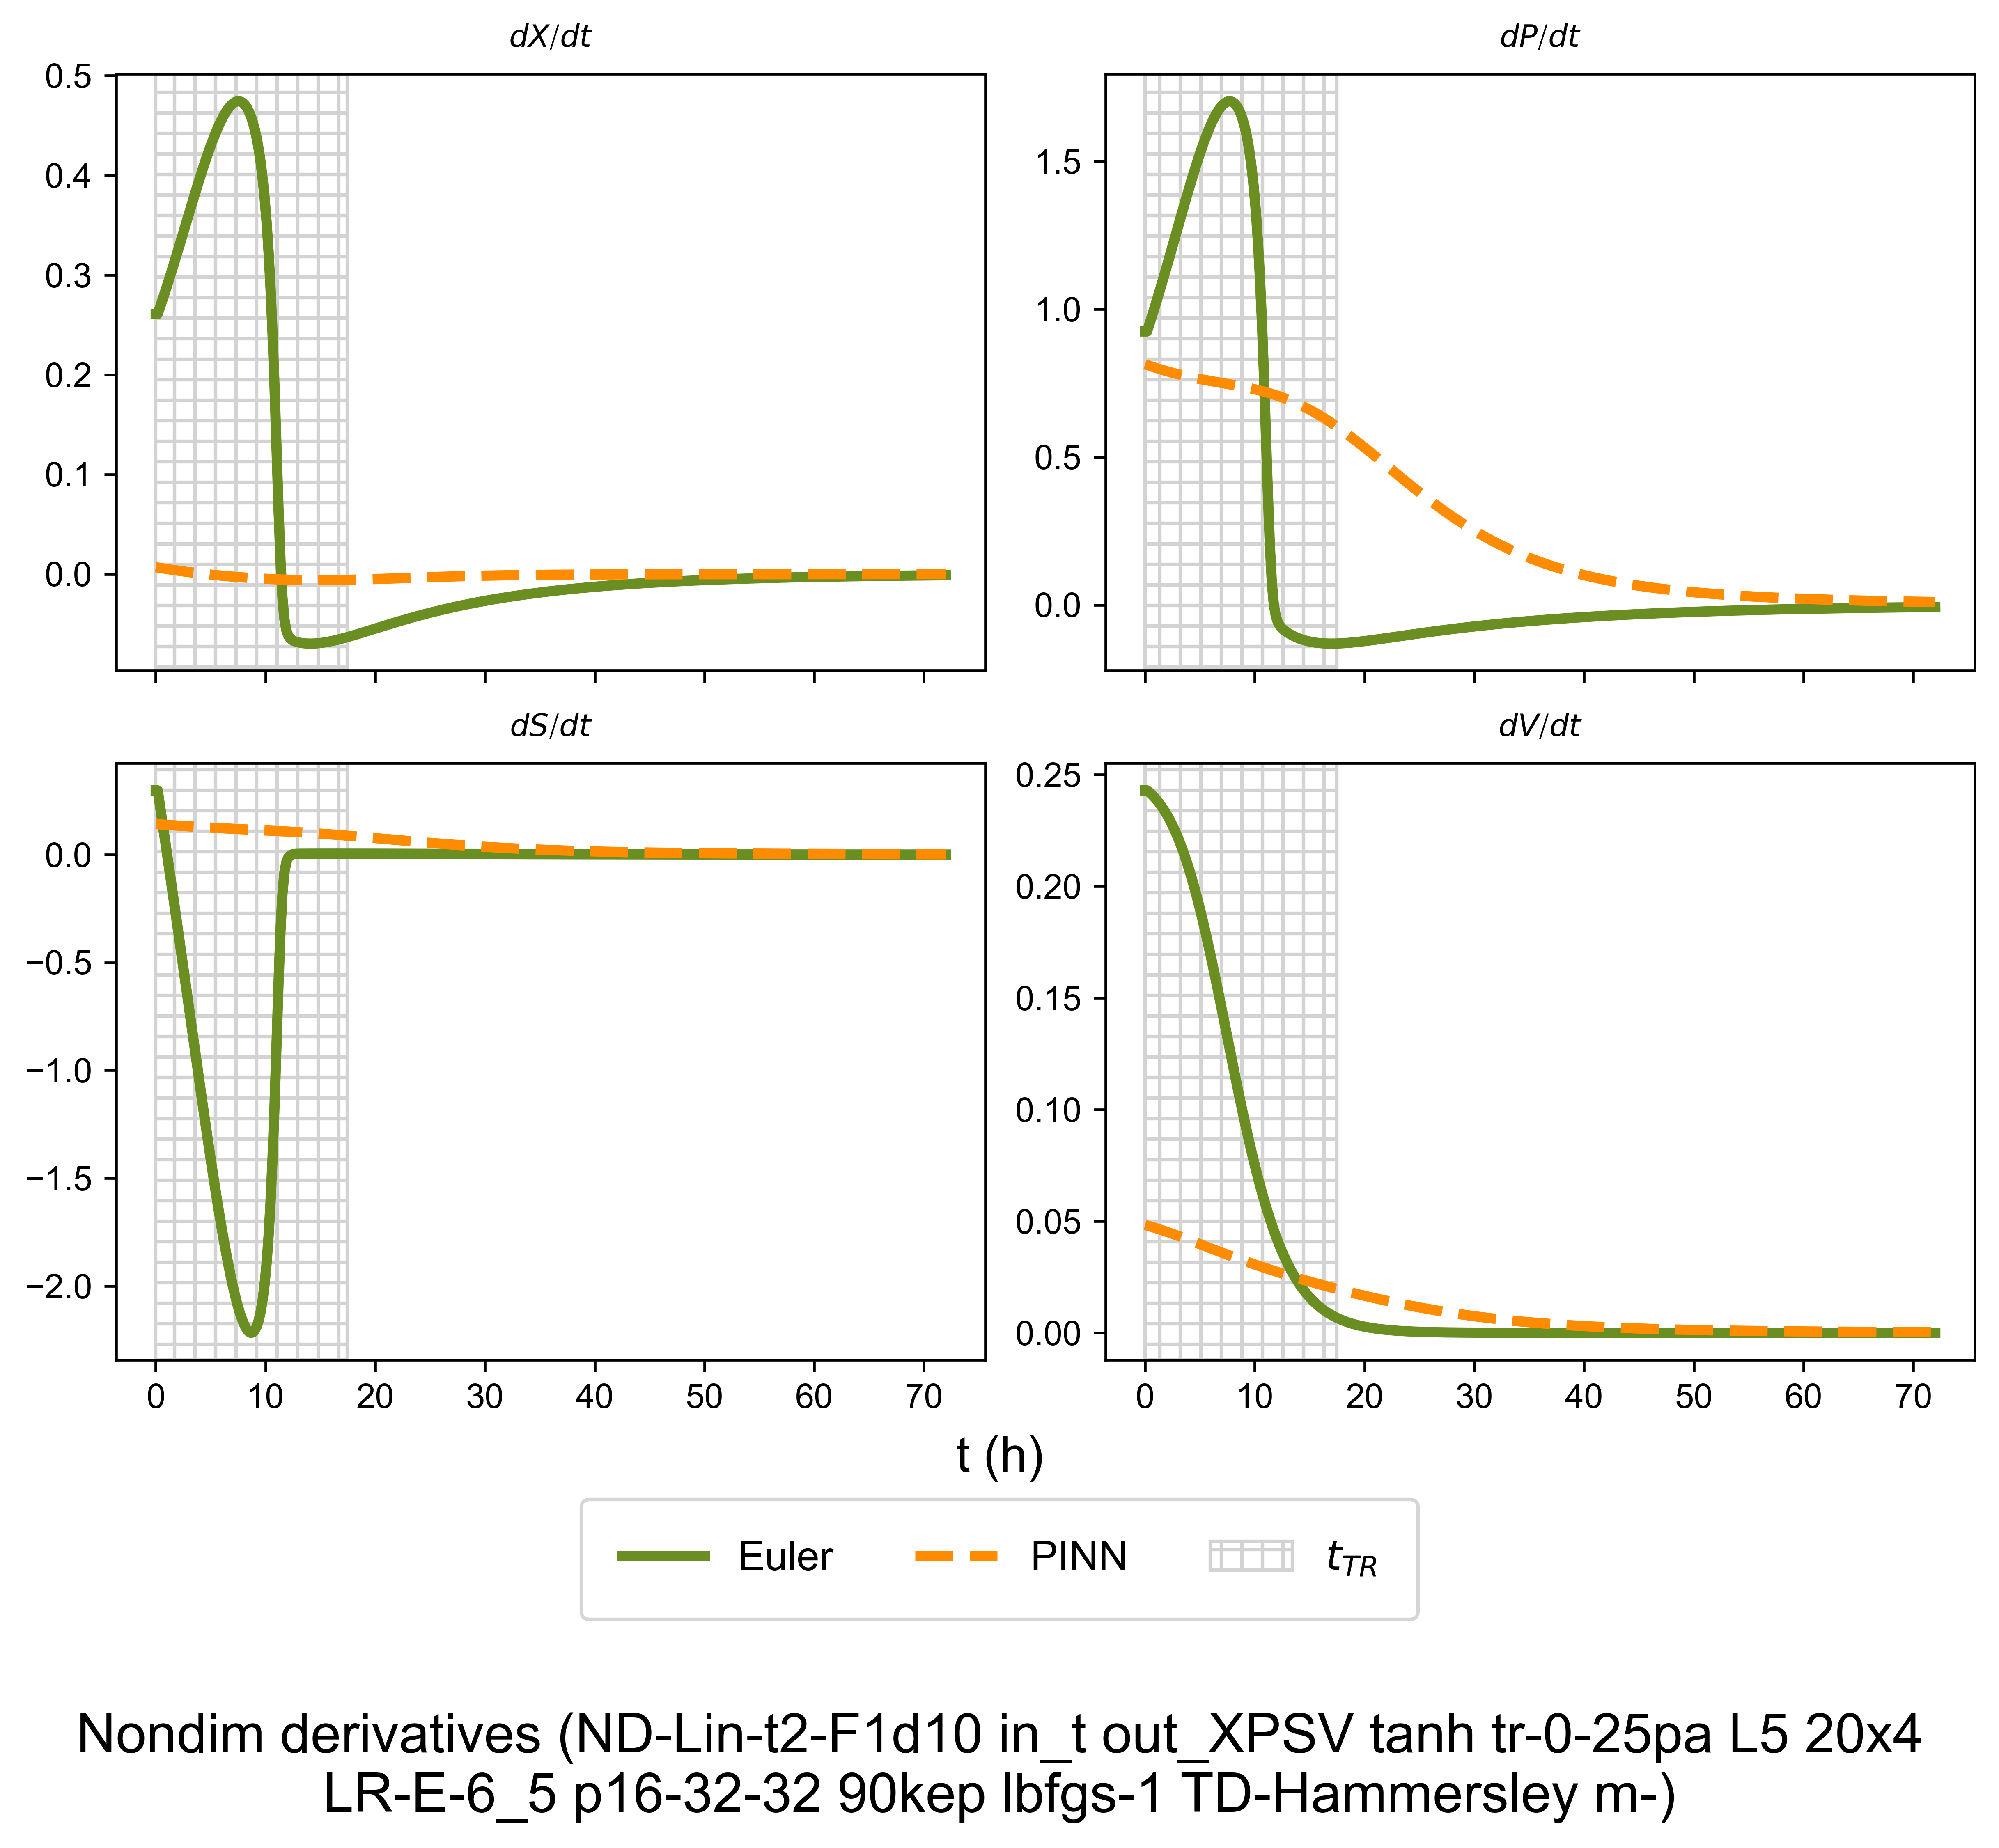 dX/dt
dP/dt
0.5
0.4
0.3
0.2
0.1
0.0
1.5
1.0
0.5
0.0
dS/dt
dV/dt
0.0
−0.5
−1.0
−1.5
−2.0
0 10 20 30 40 50 60 70
0.25
0.20
0.15
0.10
0.05
0.00
0 10 20 30 40 50 60 70
t (h)
Euler PINN t_{TR}
Nondim derivatives (ND-Lin-t2-F1d10 in_t out_XPSV tanh tr-0-25pa L5 20x4
LR-E-6_5 p16-32-32 90kep lbfgs-1 TD-Hammersley m-)